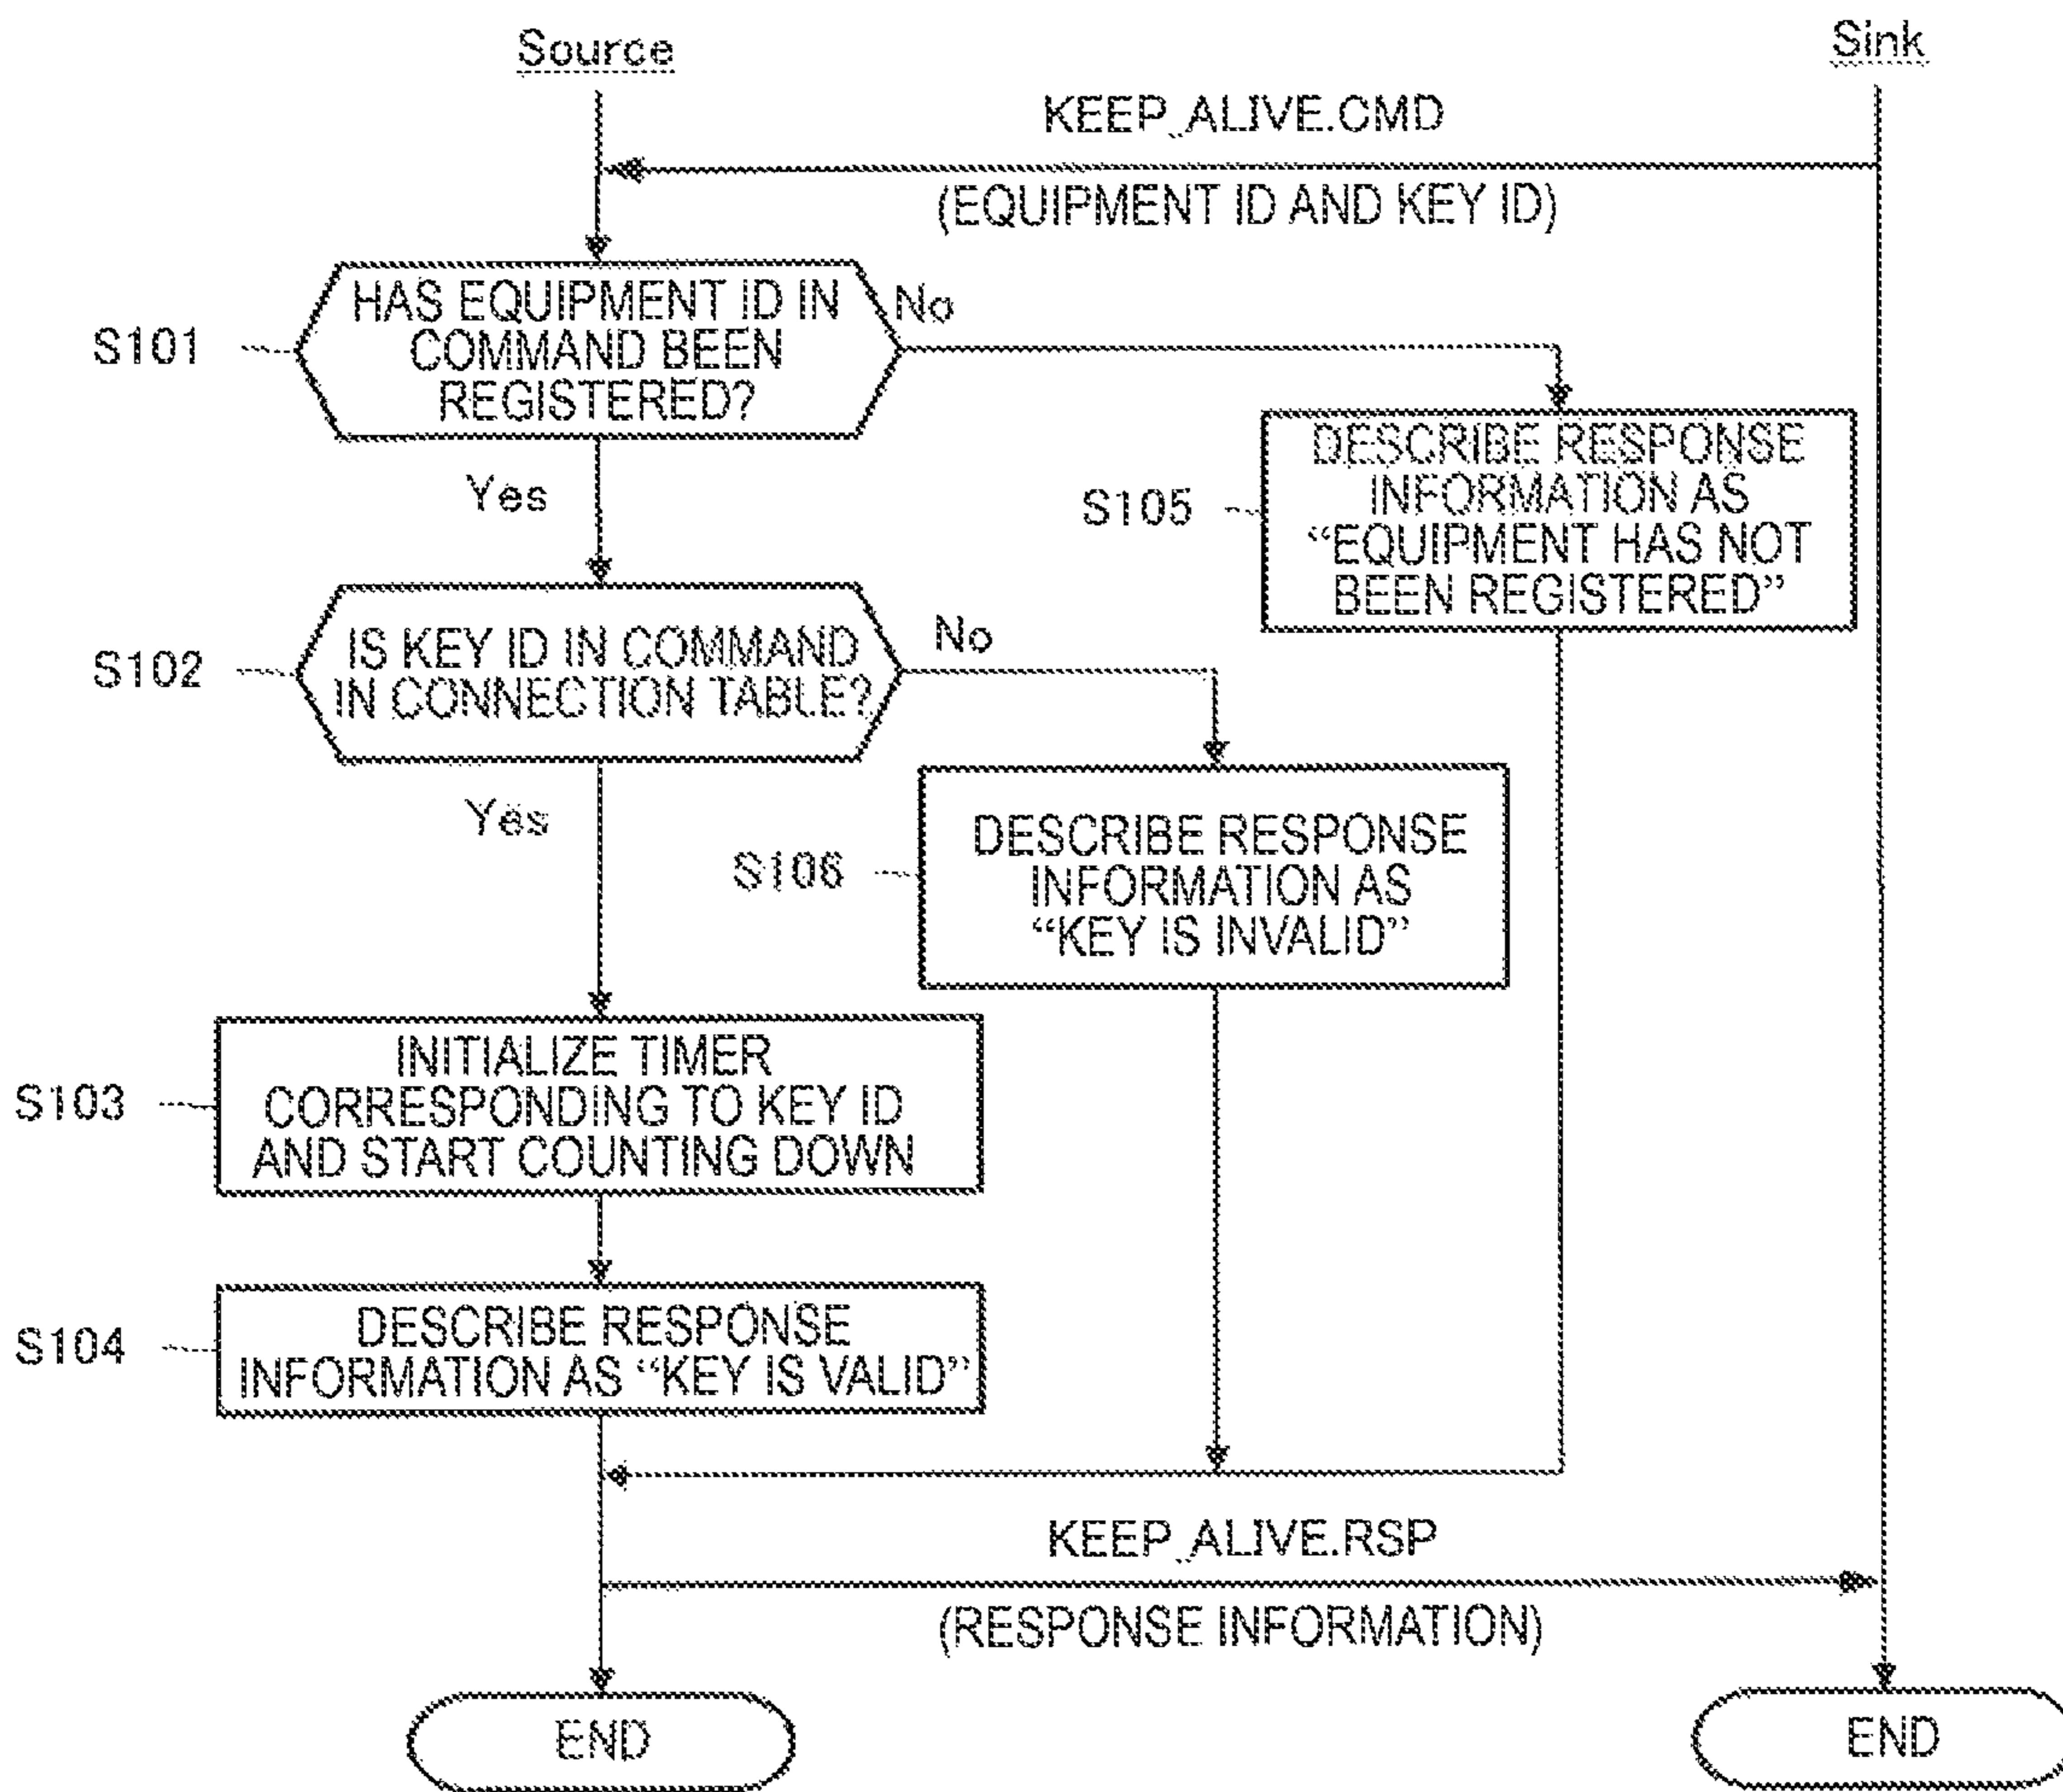 Source
Sink
KEEP_ALIVE.CMD
(EQUIPMENT ID AND KEY ID)
S101
HAS EQUIPMENT ID IN
COMMAND BEEN
REGISTERED?
No
Yes
S105
DESCRIBE RESPONSE
INFORMATION AS
“EQUIPMENT HAS NOT
BEEN REGISTERED”
S102
IS KEY ID IN COMMAND
IN CONNECTION TABLE?
No
Yes
S106
DESCRIBE RESPONSE
INFORMATION AS
“KEY IS INVALID”
S103
INITIALIZE TIMER
CORRESPONDING TO KEY ID
AND START COUNTING DOWN
S104
DESCRIBE RESPONSE
INFORMATION AS “KEY IS VALID”
KEEP_ALIVE.RSP
(RESPONSE INFORMATION)
END
END